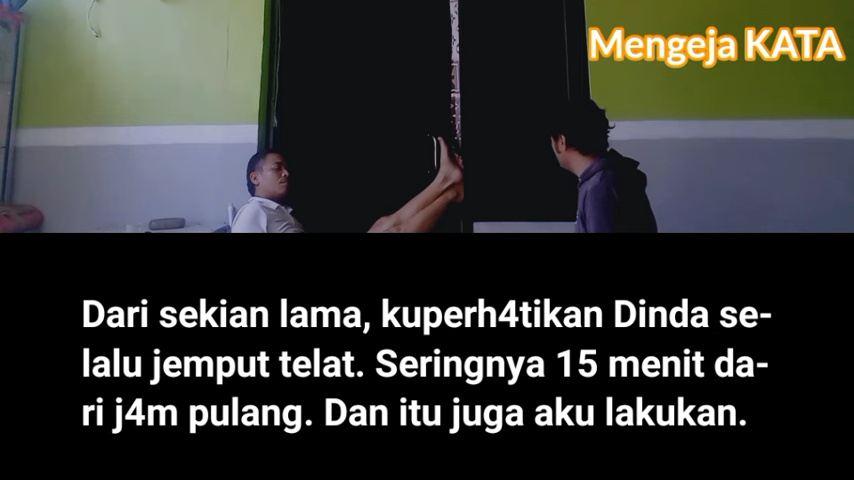 Mengeja KATA
Dari sekian lama, kuperh4tikan Dinda se-
lalu jemput telat. Seringnya 15 menit da-
ri j4m pulang. Dan itu juga aku lakukan.